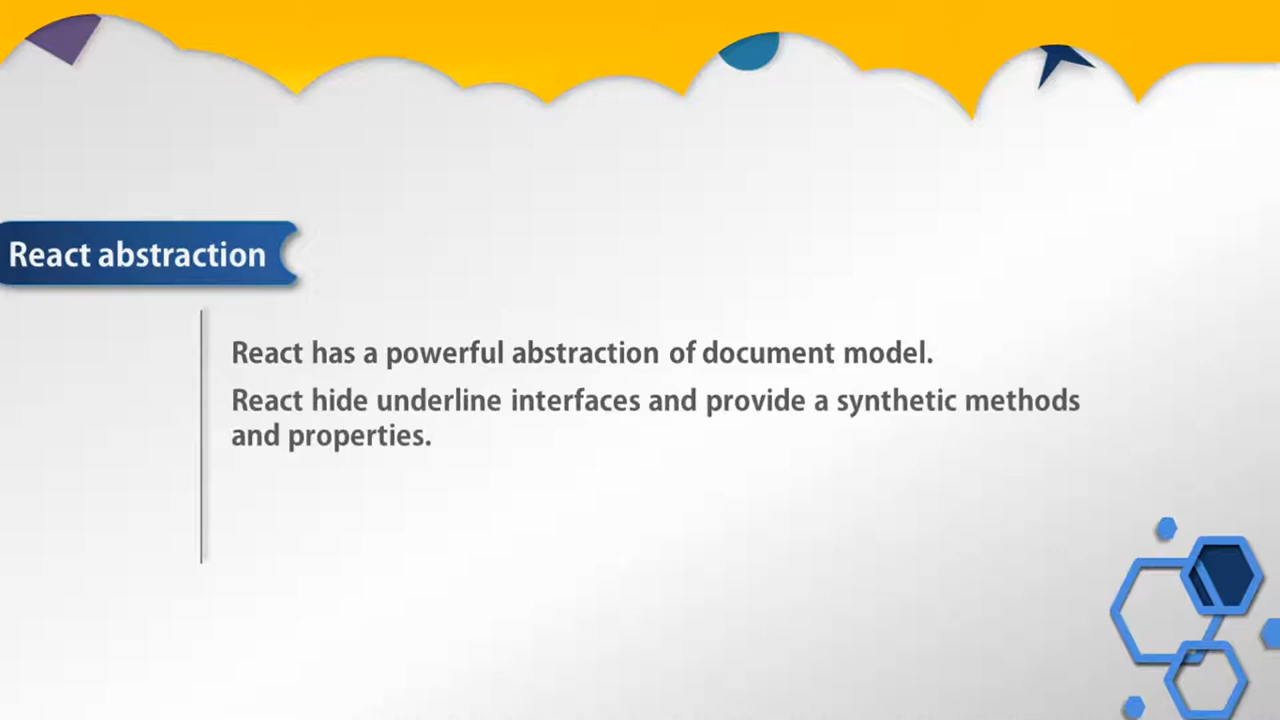 React abstraction
React has a powerful abstraction of document model.
React hide underline interfaces and provide a synthetic methods
and properties.